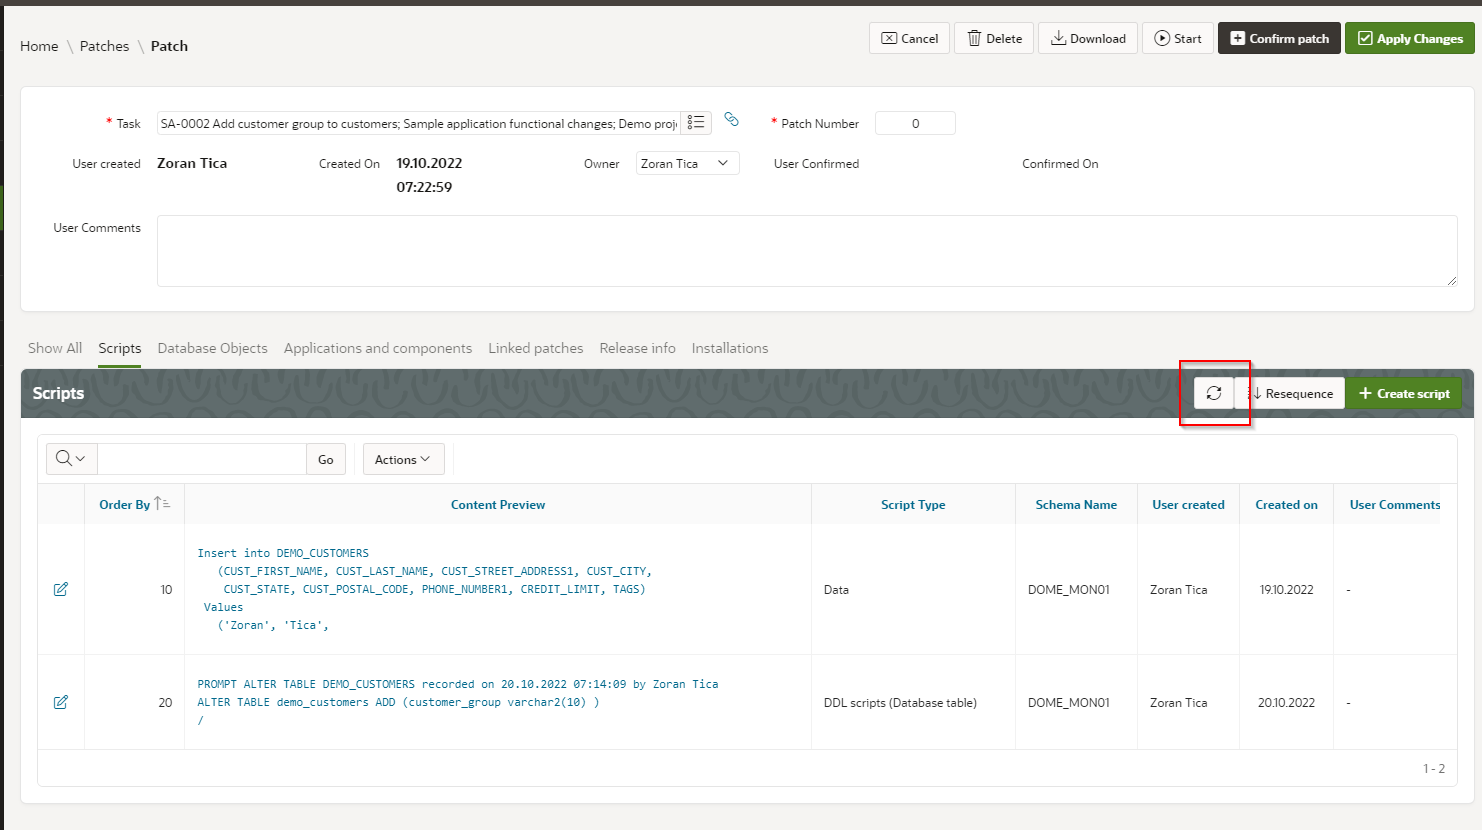 Home \ Patches \ Patch
Cancel
Delete
Download
Start
Confirm patch
Apply Changes
* Task
SA-0002 Add customer group to customers; Sample application functional changes; Demo proj
* Patch Number
0
User created
Zoran Tica
Created On
19.10.2022
07:22:59
Owner
Zoran Tica
User Confirmed
Confirmed On
User Comments
Show All
Scripts
Database Objects
Applications and components
Linked patches
Release info
Installations
Scripts
Resequence
+ Create script
Go
Actions
Order By
Content Preview
Script Type
Schema Name
User created
Created on
User Comments
10
Insert into DEMO_CUSTOMERS
(CUST_FIRST_NAME, CUST_LAST_NAME, CUST_STREET_ADDRESS1, CUST_CITY,
CUST_STATE, CUST_POSTAL_CODE, PHONE_NUMBER1, CREDIT_LIMIT, TAGS)
Values
('Zoran', 'Tica',
Data
DOME_MON01
Zoran Tica
19.10.2022
-
20
PROMPT ALTER TABLE DEMO_CUSTOMERS recorded on 20.10.2022 07:14:09 by Zoran Tica
ALTER TABLE demo_customers ADD (customer_group varchar2(10) )
/
DDL scripts (Database table)
DOME_MON01
Zoran Tica
20.10.2022
-
1 - 2